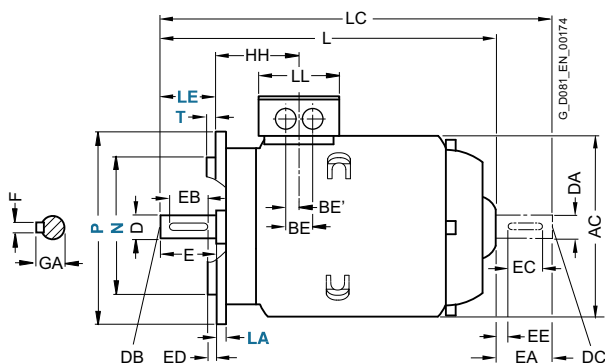 LC
L
HH
LL
LE
T
G_D081_EN_00174
F
GA
P
N
D
EB
E
BE'
BE
DA
AC
EC
LA
EE
EA
DB
ED
DC